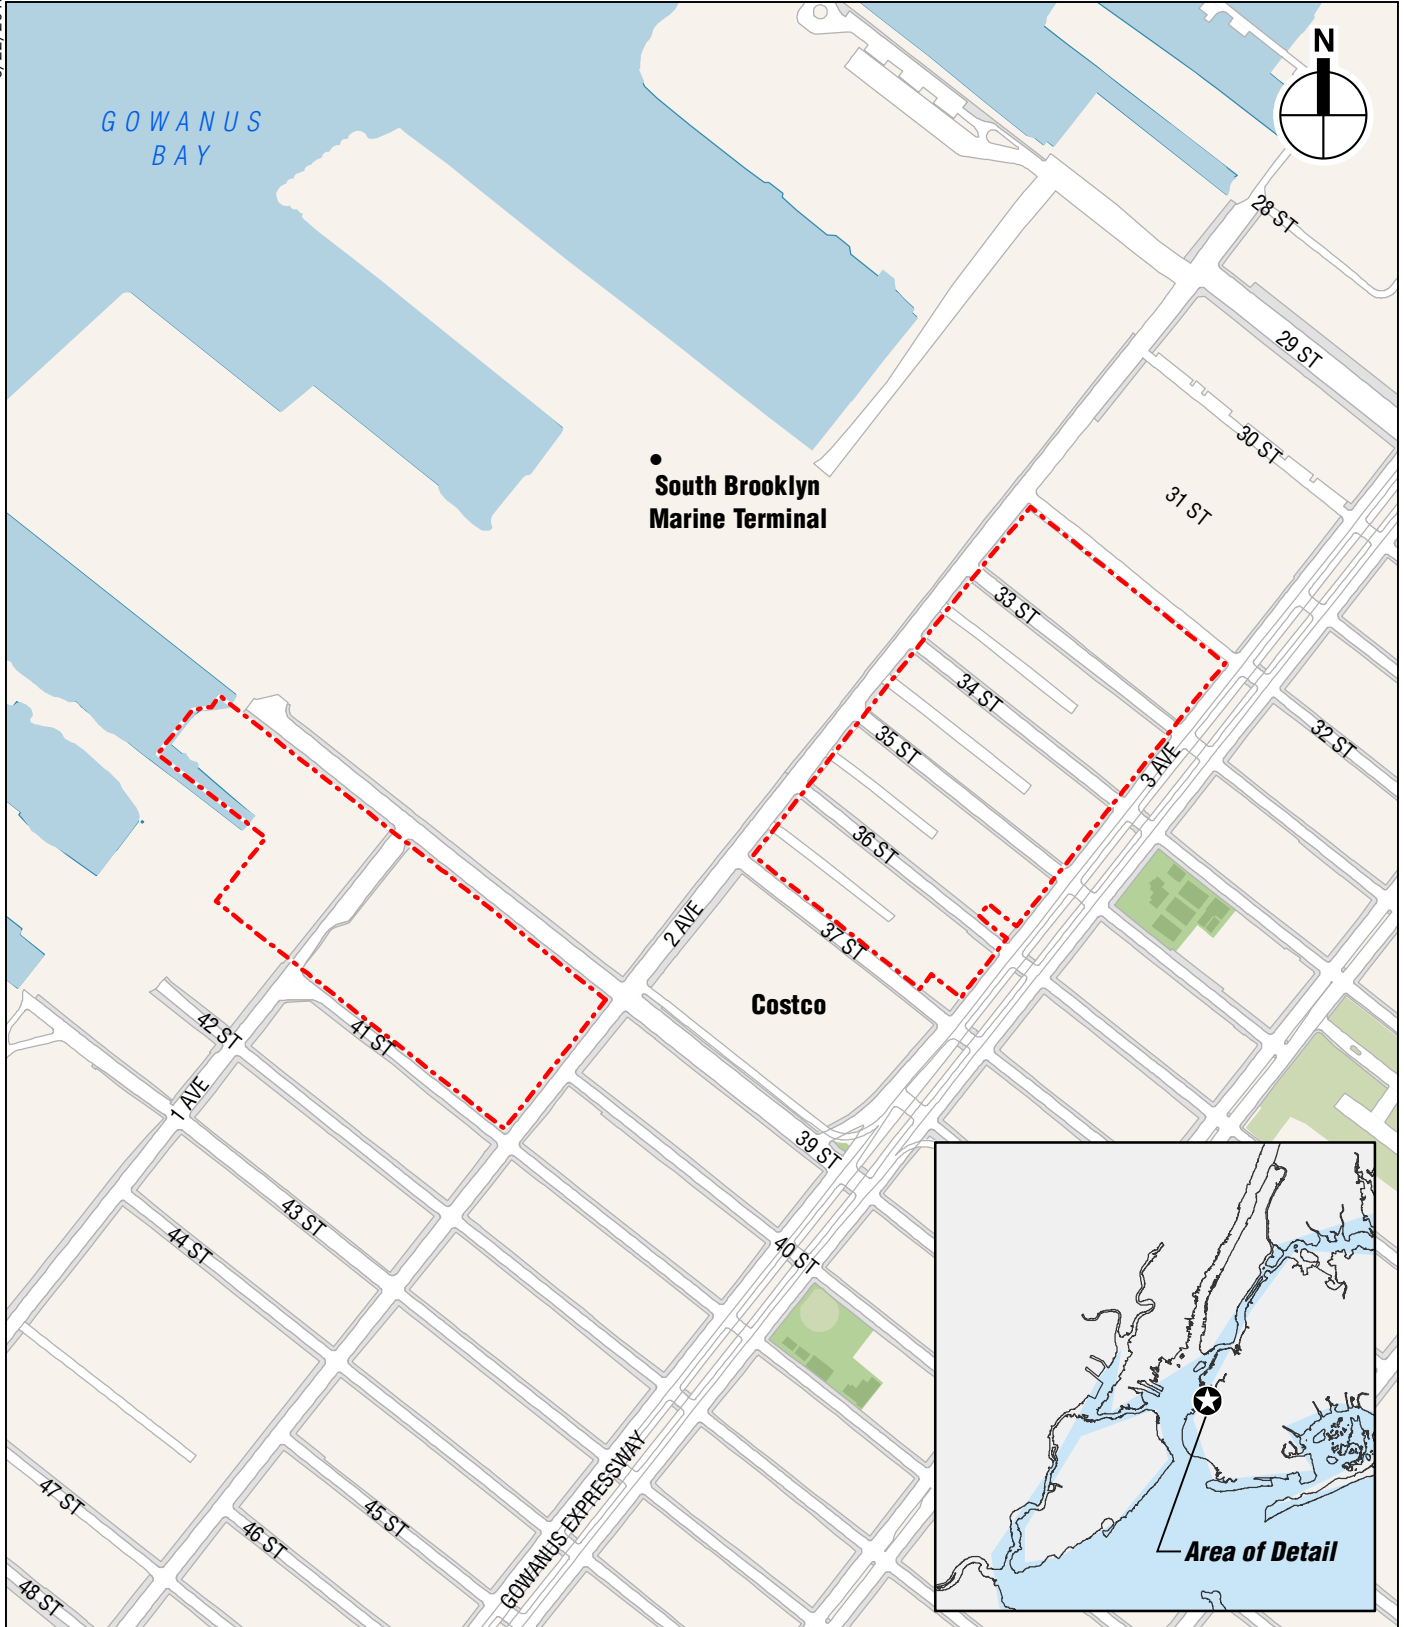 GOWANUS
BAY
N
28 ST
29 ST
30 ST
31 ST
South Brooklyn
Marine Terminal
33 ST
34 ST
32 ST
35 ST
3 AVE
36 ST
2 AVE
37 ST
Costco
42 ST
41 ST
1 AVE
39 ST
43 ST
44 ST
40 ST
47 ST
45 ST
46 ST
GOWANUS EXPRESSWAY
48 ST
Area of Detail